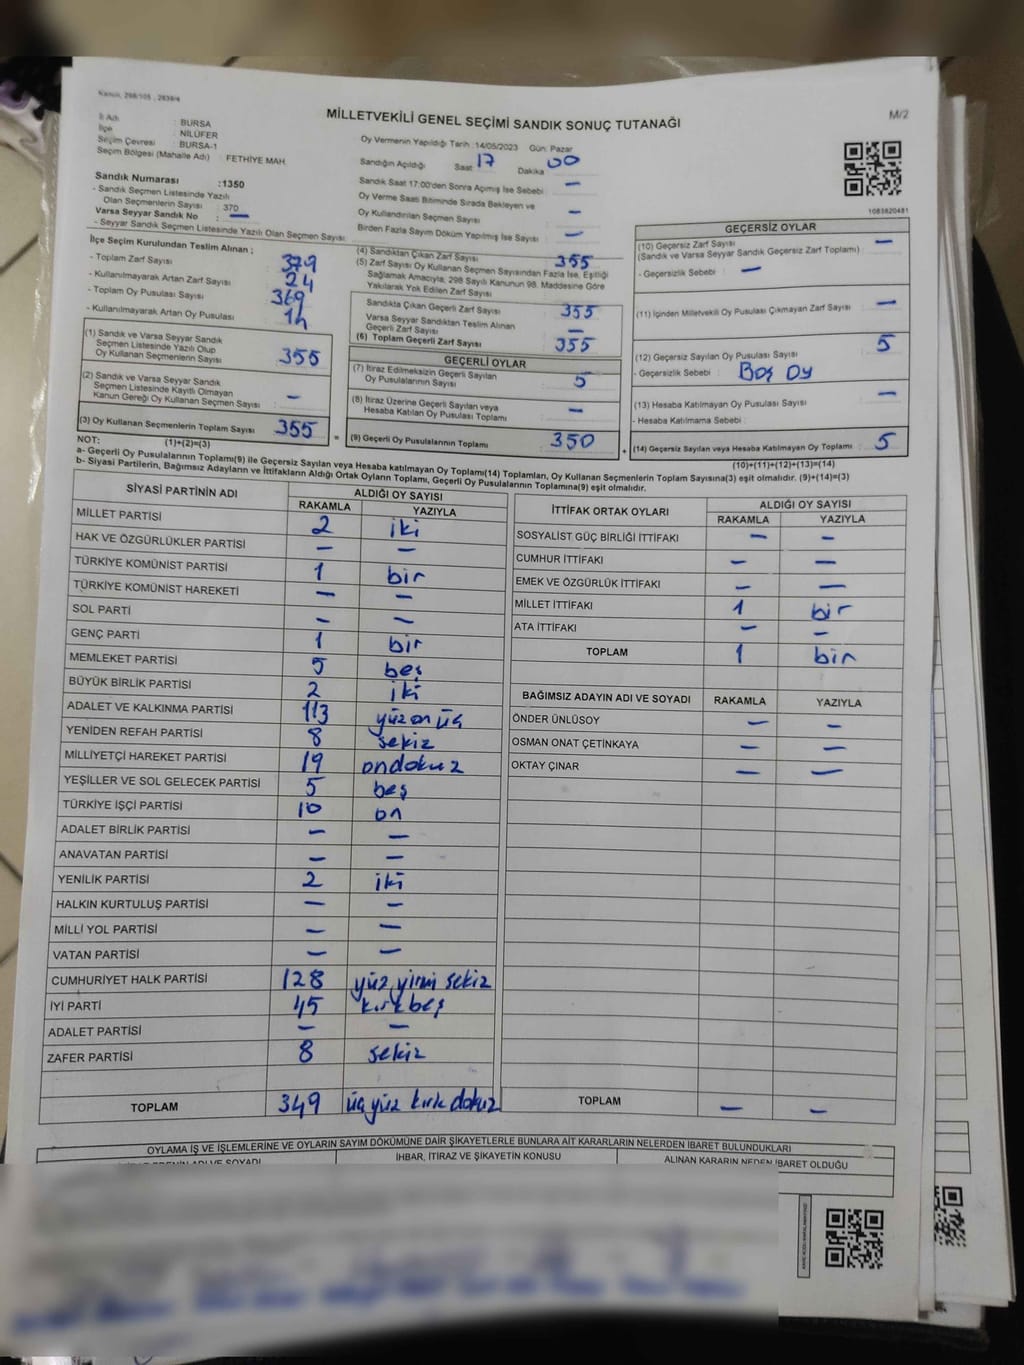 Kanun, 298/105 , 2839/4
M/2
MİLLETVEKİLİ GENEL SEÇİMİ SANDIK SONUÇ TUTANAĞI
İl Adı : BURSA
İlçe : NİLÜFER
Seçim Çevresi : BURSA-1
Seçim Bölgesi (Mahalle Adı) : FETHİYE MAH.
Sandık Numarası :1350
- Sandık Seçmen Listesinde Yazılı
Olan Seçmenlerin Sayısı : 370
Varsa Seyyar Sandık No : —
- Seyyar Sandık Seçmen Listesinde Yazılı Olan Seçmen Sayısı:
Oy Vermenin Yapıldığı Tarih :14/05/2023 Gün: Pazar
Sandığın Açıldığı Saat 17 Dakika 00
Sandık Saat 17:00'den Sonra Açımış İse Sebebi : —
Oy Verme Saati Bitiminde Sırada Bekleyen ve
Oy Kullandırılan Seçmen Sayısı : —
Birden Fazla Sayım Döküm Yapılmış İse Sayısı : —
1083820481
İlçe Seçim Kurulundan Teslim Alınan ;
- Toplam Zarf Sayısı : 379
- Kullanılmayarak Artan Zarf Sayısı : 24
- Toplam Oy Pusulası Sayısı : 369
- Kullanılmayarak Artan Oy Pusulası : 14
(1) Sandık ve Varsa Seyyar Sandık
Seçmen Listesinde Yazılı Olup
Oy Kullanan Seçmenlerin Sayısı : 355
(2) Sandık ve Varsa Seyyar Sandık
Seçmen Listesinde Kayıtlı Olmayan
Kanun Gereği Oy Kullanan Seçmen Sayısı : —
(3) Oy Kullanan Seçmenlerin Toplam Sayısı : 355
(4) Sandıktan Çıkan Zarf Sayısı : 355
(5) Zarf Sayısı Oy Kullanan Seçmen Sayısından Fazla İse, Eşitliği
Sağlamak Amacıyla, 298 Sayılı Kanunun 98. Maddesine Göre
Yakılarak Yok Edilen Zarf Sayısı
Sandıkta Çıkan Geçerli Zarf Sayısı : 355
Varsa Seyyar Sandıktan Teslim Alınan
Geçerli Zarf Sayısı : —
(6) Toplam Geçerli Zarf Sayısı : 355
GEÇERLİ OYLAR
(7) İtiraz Edilmeksizin Geçerli Sayılan
Oy Pusulalarının Sayısı : 5
(8) İtiraz Üzerine Geçerli Sayılan veya
Hesaba Katılan Oy Pusulası Toplamı : —
= (9) Geçerli Oy Pusulalarının Toplamı : 350
GEÇERSİZ OYLAR
(10) Geçersiz Zarf Sayısı : —
(Sandık ve Varsa Seyyar Sandık Geçersiz Zarf Toplamı)
- Geçersizlik Sebebi : —
(11) İçinden Milletvekili Oy Pusulası Çıkmayan Zarf Sayısı : —
(12) Geçersiz Sayılan Oy Pusulası Sayısı : 5
- Geçersizlik Sebebi : Boş Oy
(13) Hesaba Katılmayan Oy Pusulası Sayısı : —
- Hesaba Katılmama Sebebi :
+ (14) Geçersiz Sayılan veya Hesaba Katılmayan Oy Toplamı : 5
NOT: (1)+(2)=(3)
(10)+(11)+(12)+(13)=(14)
a- Geçerli Oy Pusulalarının Toplamı(9) ile Geçersiz Sayılan veya Hesaba katılmayan Oy Toplamı(14) Toplamları, Oy Kullanan Seçmenlerin Toplam Sayısına(3) eşit olmalıdır. (9)+(14)=(3)
b- Siyasi Partilerin, Bağımsız Adayların ve İttifakların Aldığı Ortak Oyların Toplamı, Geçerli Oy Pusulalarının Toplamına(9) eşit olmalıdır.
SİYASİ PARTİNİN ADI ALDIĞI OY SAYISI
RAKAMLA YAZIYLA
MİLLET PARTİSİ 2 iki
HAK VE ÖZGÜRLÜKLER PARTİSİ — —
TÜRKİYE KOMÜNİST PARTİSİ 1 bir
TÜRKİYE KOMÜNİST HAREKETİ — —
SOL PARTİ — —
GENÇ PARTİ 1 bir
MEMLEKET PARTİSİ 5 beş
BÜYÜK BİRLİK PARTİSİ 2 iki
ADALET VE KALKINMA PARTİSİ 113 yüz on üç
YENİDEN REFAH PARTİSİ 8 sekiz
MİLLİYETÇİ HAREKET PARTİSİ 19 ondokuz
YEŞİLLER VE SOL GELECEK PARTİSİ 5 beş
TÜRKİYE İŞÇİ PARTİSİ 10 on
ADALET BİRLİK PARTİSİ — —
ANAVATAN PARTİSİ — —
YENİLİK PARTİSİ 2 iki
HALKIN KURTULUŞ PARTİSİ — —
MİLLİ YOL PARTİSİ — —
VATAN PARTİSİ — —
CUMHURİYET HALK PARTİSİ 128 yüz yirmi sekiz
İYİ PARTİ 45 kırkbeş
ADALET PARTİSİ — —
ZAFER PARTİSİ 8 sekiz
TOPLAM 349 üçyüz kırk dokuz
İTTİFAK ORTAK OYLARI ALDIĞI OY SAYISI
RAKAMLA YAZIYLA
SOSYALİST GÜÇ BİRLİĞİ İTTİFAKI — —
CUMHUR İTTİFAKI — —
EMEK VE ÖZGÜRLÜK İTTİFAKI — —
MİLLET İTTİFAKI 1 bir
ATA İTTİFAKI — —
TOPLAM 1 bir
BAĞIMSIZ ADAYIN ADI VE SOYADI RAKAMLA YAZIYLA
ÖNDER ÜNLÜSOY — —
OSMAN ONAT ÇETİNKAYA — —
OKTAY ÇINAR — —
TOPLAM — —
OYLAMA İŞ VE İŞLEMLERİNE VE OYLARIN SAYIM DÖKÜMÜNE DAİR ŞİKAYETLERLE BUNLARA AİT KARARLARIN NELERDEN İBARET BULUNDUKLARI
ADI VE SOYADI İHBAR, İTİRAZ VE ŞİKAYETİN KONUSU ALINAN KARARIN NEDEN İBARET OLDUĞU